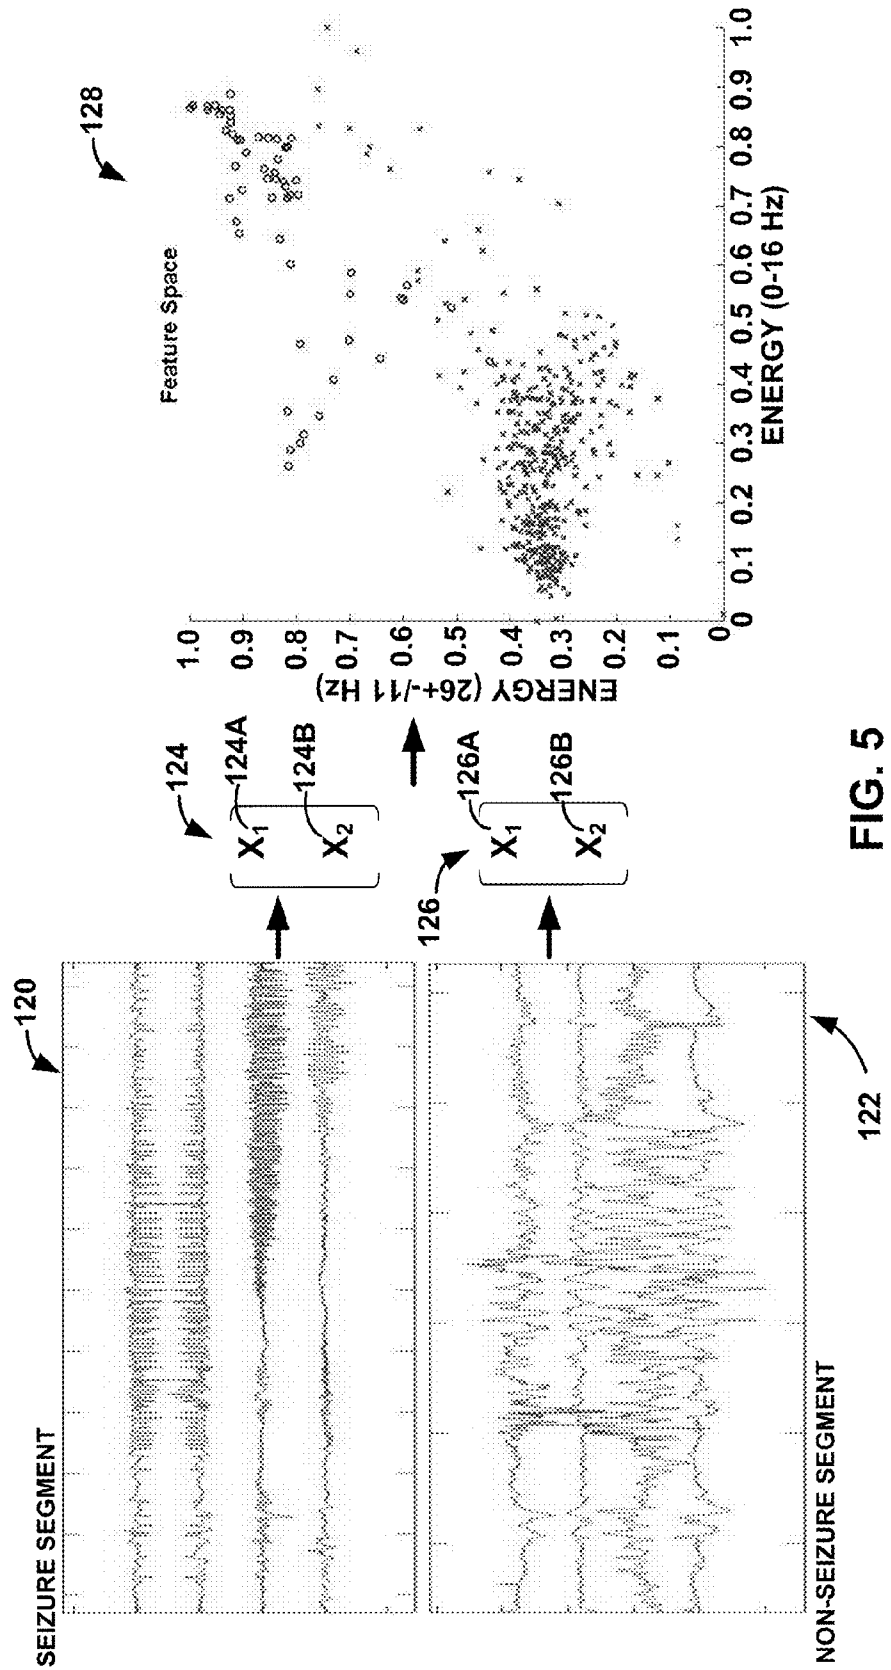 SEIZURE SEGMENT
120
NON-SEIZURE SEGMENT
122
124
124A
X1
124B
X2
126
126A
X1
126B
X2
128
Feature Space
ENERGY (26+-/11 Hz)
1.0
0.9
0.8
0.7
0.6
0.5
0.4
0.3
0.2
0.1
0
0 0.1 0.2 0.3 0.4 0.5 0.6 0.7 0.8 0.9 1.0
ENERGY (0-16 Hz)
FIG. 5